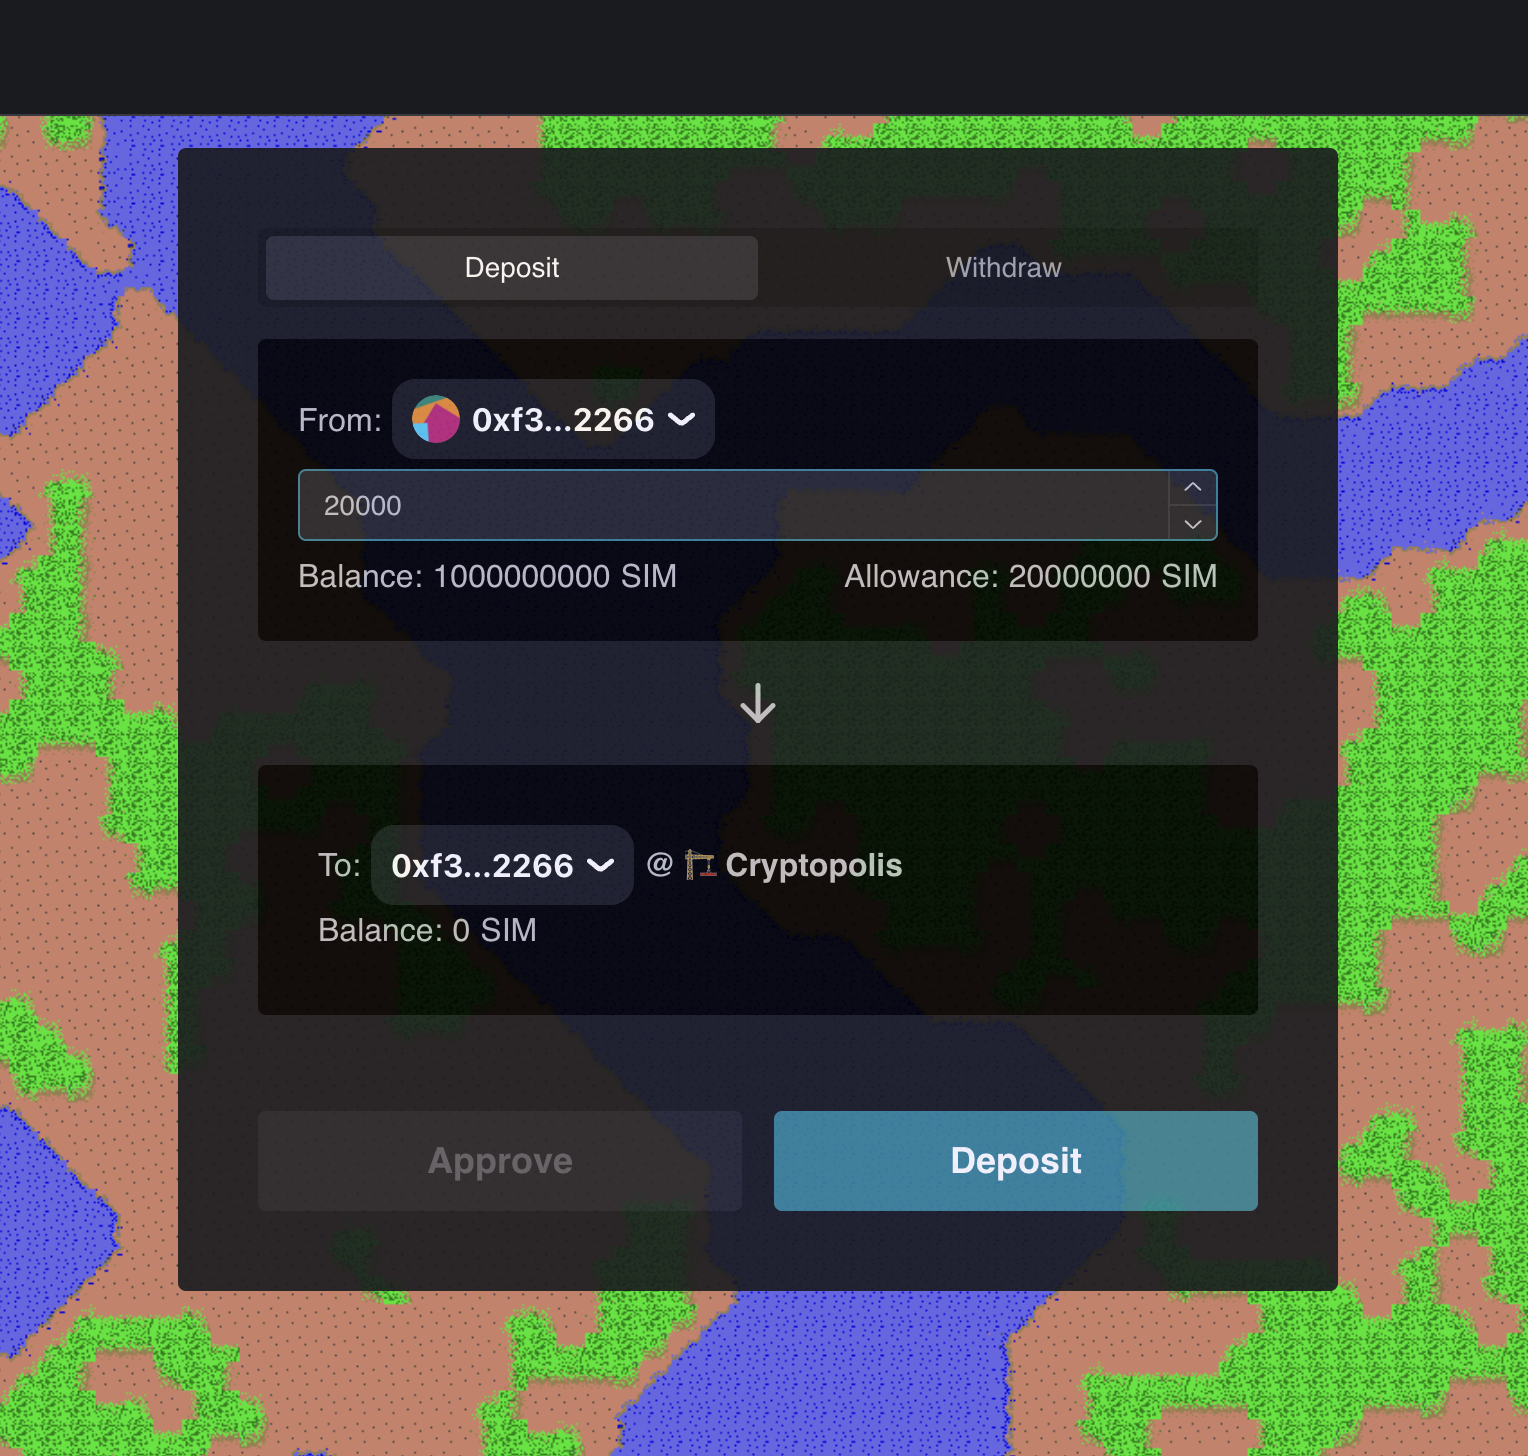 Deposit Withdraw
From: 0xf3...2266
20000
Balance: 1000000000 SIM Allowance: 20000000 SIM
To: 0xf3...2266 @ 🏗️ Cryptopolis
Balance: 0 SIM
Approve Deposit